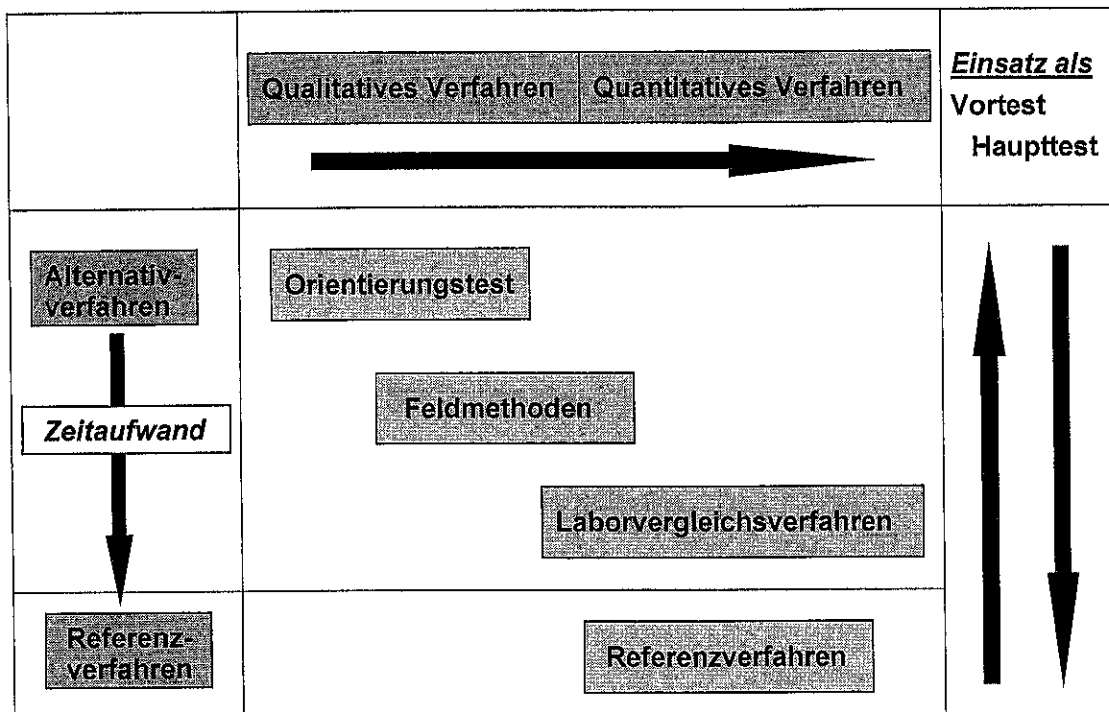 Qualitatives Verfahren
Quantitatives Verfahren
Einsatz als
Vortest
Haupttest
Alternativ-
verfahren
Orientierungstest
Feldmethoden
Zeitaufwand
Laborvergleichsverfahren
Referenz-
verfahren
Referenzverfahren